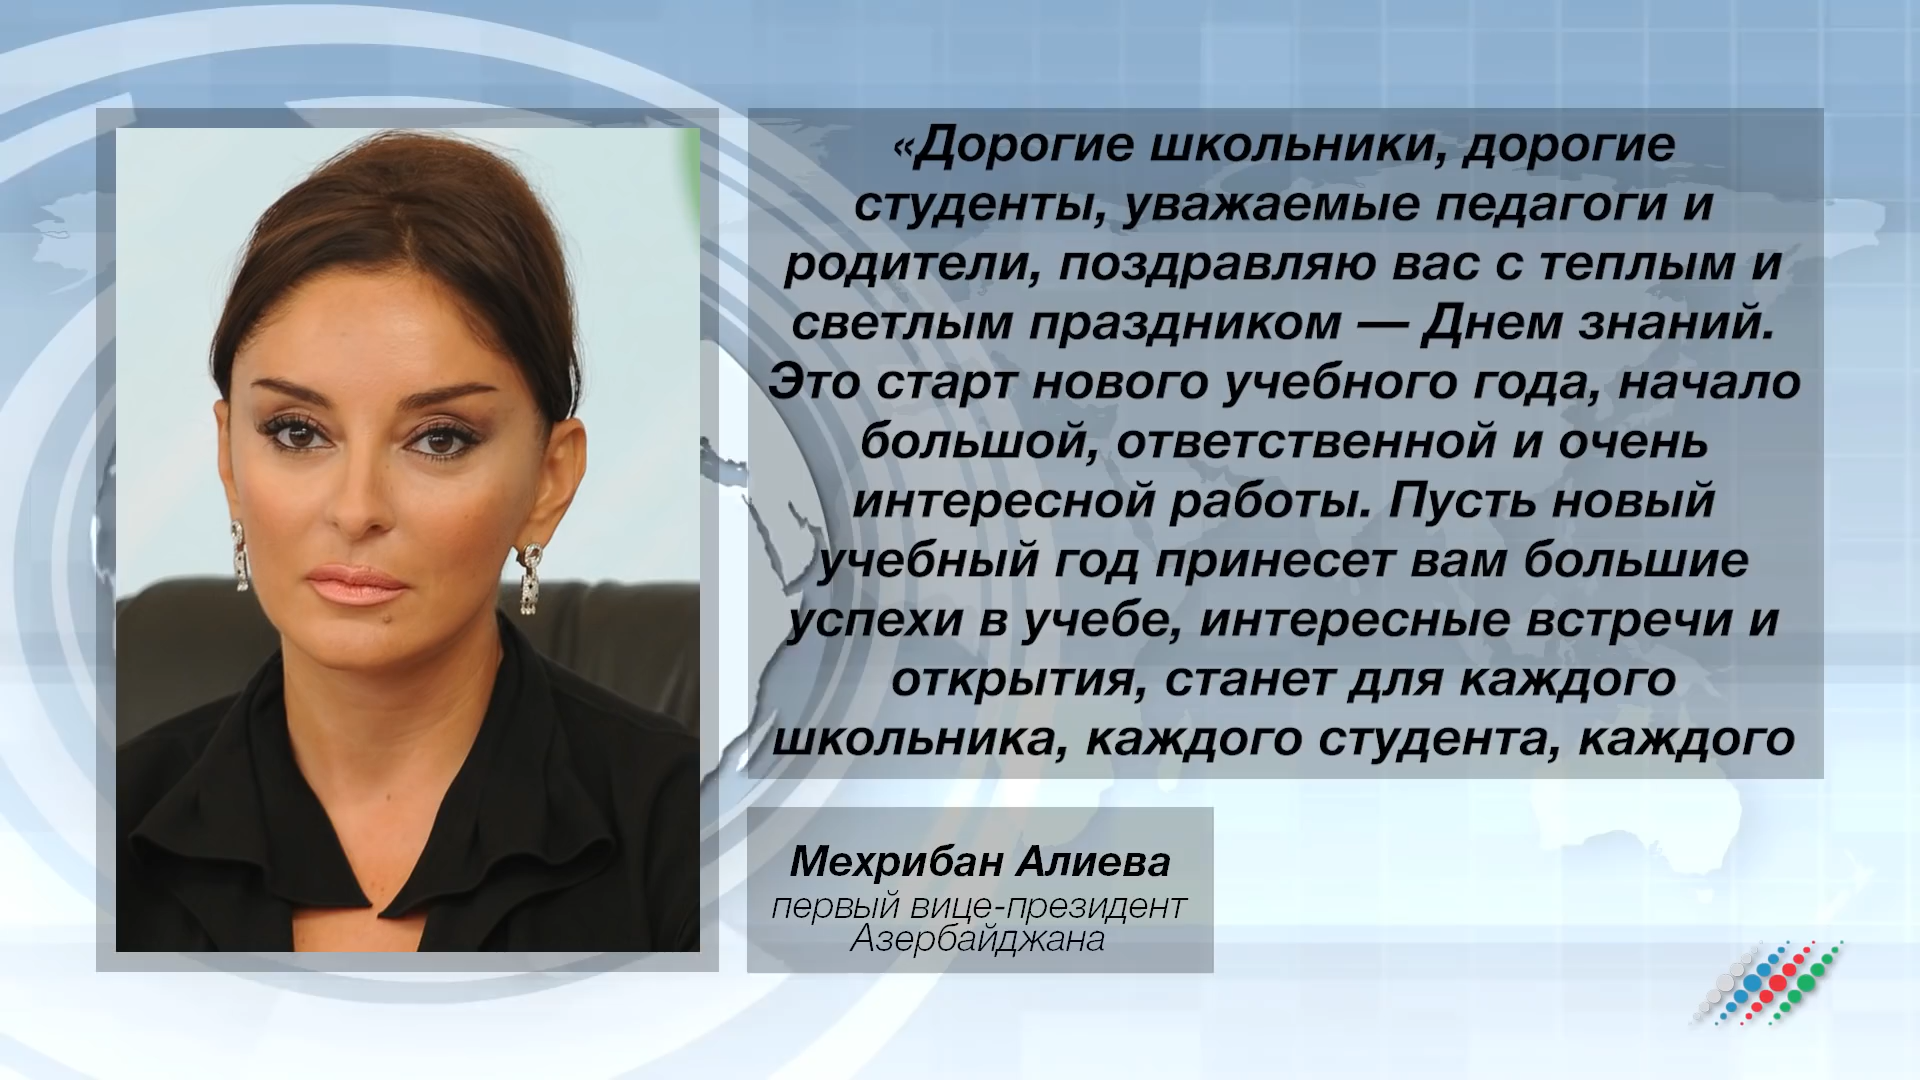 «Дорогие школьники, дорогие
студенты, уважаемые педагоги и
родители, поздравляю вас с теплым и
светлым праздником — Днем знаний.
Это старт нового учебного года, начало
большой, ответственной и очень
интересной работы. Пусть новый
учебный год принесет вам большие
успехи в учебе, интересные встречи и
открытия, станет для каждого
школьника, каждого студента, каждого
Мехрибан Алиева
первый вице-президент
Азербайджана